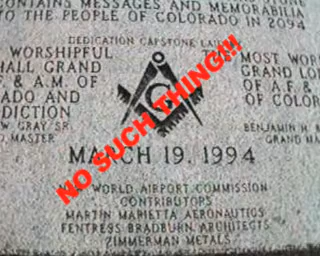 CONTAINS MESSAGES AND MEMORABILIA
TO THE PEOPLE OF COLORADO IN 2094
DEDICATION CAPSTONE LAID
WORSHIPFUL
HALL GRAND
. & A.M. OF
ADO AND
DICTION
W GRAY SR.
D MASTER
G
MOST WOR
GRAND LO
OF A.F. &
OF COLOR
BENJAMIN H. B
GRAND MA
NO SUCH THING!!!
MARCH 19, 1994
NEW WORLD AIRPORT COMMISSION
CONTRIBUTORS
MARTIN MARIETTA AERONAUTICS
FENTRESS BRADBURN ARCHITECTS
ZIMMERMAN METALS